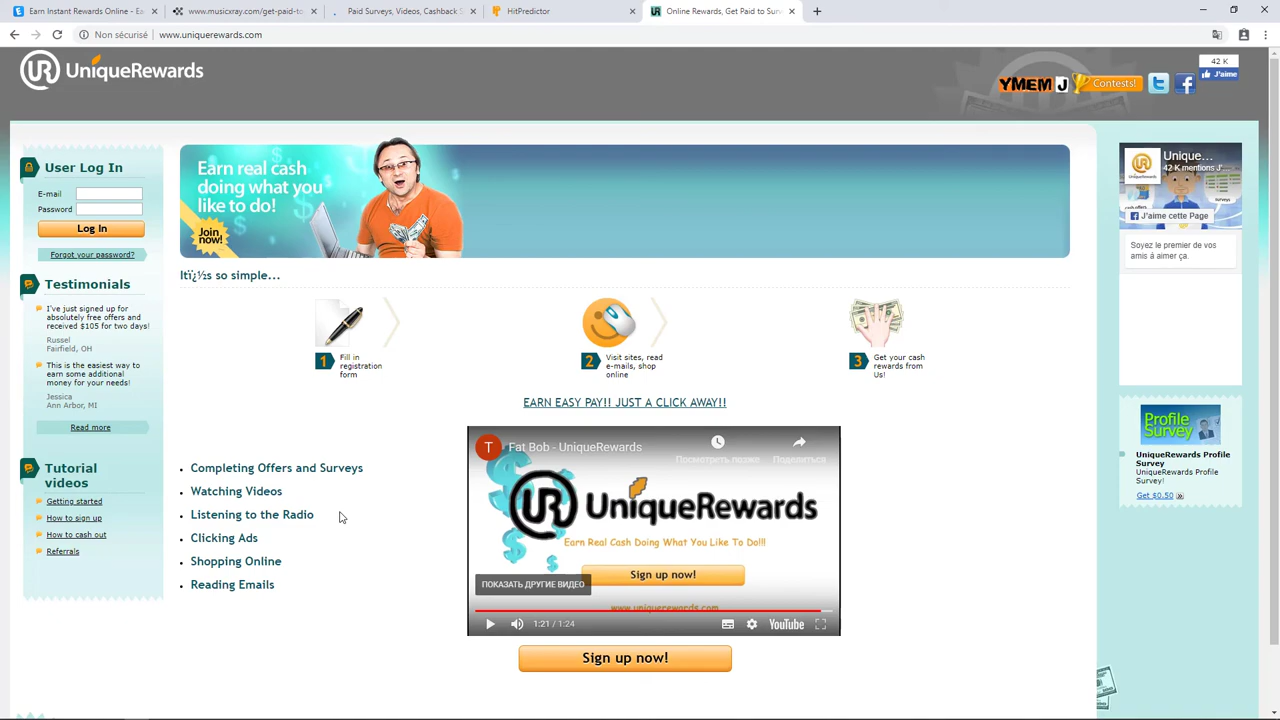 Earn Instant Rewards Online - Ea
www.musicxray.com/get-paid-to
Paid Surveys, Videos, Cashback S
HitPredictor
Online Rewards, Get Paid to Sur
Non sécurisé
www.uniquerewards.com
UniqueRewards
YMEM J
Contests!
42 K
J'aime
User Log In
E-mail
Password
Log In
Forgot your password?
Testimonials
I've just signed up for
absolutely free offers and
received $105 for two days!
Russel
Fairfield, OH
This is the easiest way to
earn some additional
money for your needs!
Jessica
Ann Arbor, MI
Read more
Tutorial
videos
Getting started
How to sign up
How to cash out
Referrals
Earn real cash
doing what you
like to do!
Join
now!
Itï¿½s so simple...
1
Fill in
registration
form
2
Visit sites, read
e-mails, shop
online
3
Get your cash
rewards from
Us!
EARN EASY PAY!! JUST A CLICK AWAY!!
Completing Offers and Surveys
Watching Videos
Listening to the Radio
Clicking Ads
Shopping Online
Reading Emails
T
Fat Bob - UniqueRewards
Посмотреть позже
Поделиться
UR UniqueRewards
Earn Real Cash Doing What You Like To Do!!!
Sign up now!
ПОКАЗАТЬ ДРУГИЕ ВИДЕО
www.uniquerewards.com
1:21 / 1:24
YouTube
Sign up now!
Unique...
42 K mentions J'
UniqueRewards
J'aime cette Page
Soyez le premier de vos
amis à aimer ça.
Profile
Survey
UniqueRewards Profile
Survey
UniqueRewards Profile
Survey!
Get $0.50